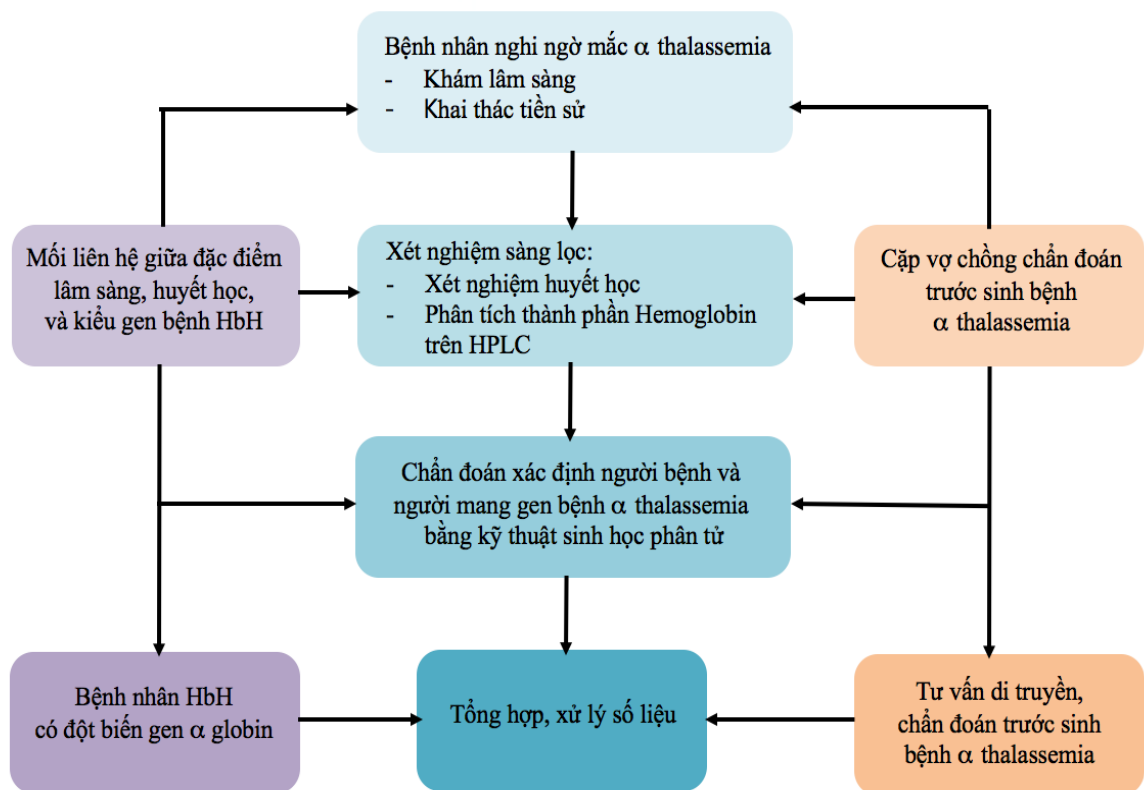 Bệnh nhân nghi ngờ mắc α thalassemia
- Khám lâm sàng
- Khai thác tiền sử
Mối liên hệ giữa đặc điểm
lâm sàng, huyết học,
và kiểu gen bệnh HbH
Xét nghiệm sàng lọc:
- Xét nghiệm huyết học
- Phân tích thành phần Hemoglobin
trên HPLC
Cặp vợ chồng chẩn đoán
trước sinh bệnh
α thalassemia
Chẩn đoán xác định người bệnh và
người mang gen bệnh α thalassemia
bằng kỹ thuật sinh học phân tử
Bệnh nhân HbH
có đột biến gen α globin
Tổng hợp, xử lý số liệu
Tư vấn di truyền,
chẩn đoán trước sinh
bệnh α thalassemia